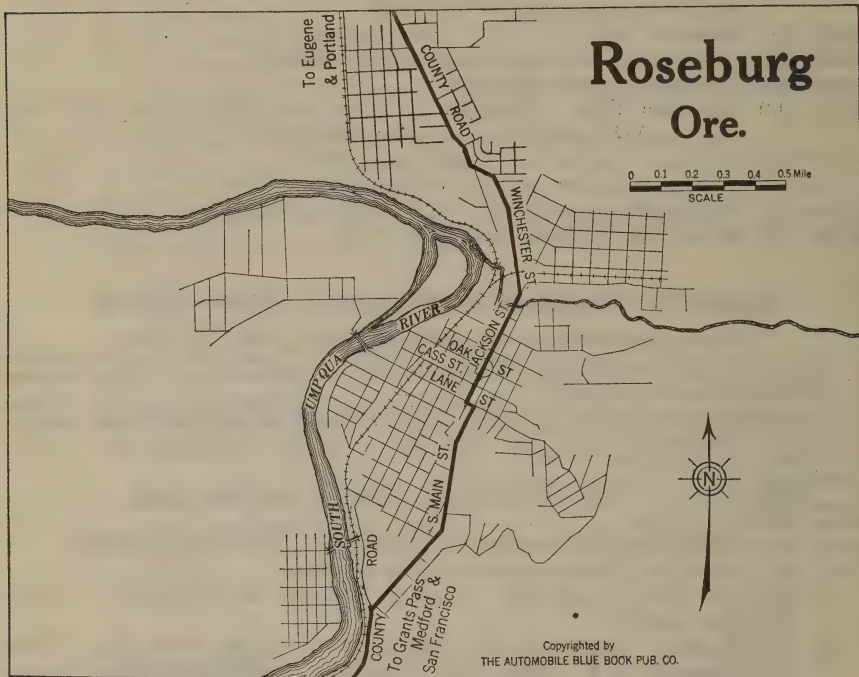 Roseburg
Ore.
0 0.1 0.2 0.3 0.4 0.5 Mile
SCALE
To Eugene
& Portland
COUNTY
ROAD
WINCHESTER ST.
RIVER
UMPQUA
SOUTH
JACKSON ST.
OAK ST
CASS ST.
LANE ST
S. MAIN ST.
N
COUNTY ROAD
To Grants Pass
Medford &
San Francisco
Copyrighted by
THE AUTOMOBILE BLUE BOOK PUB. CO.